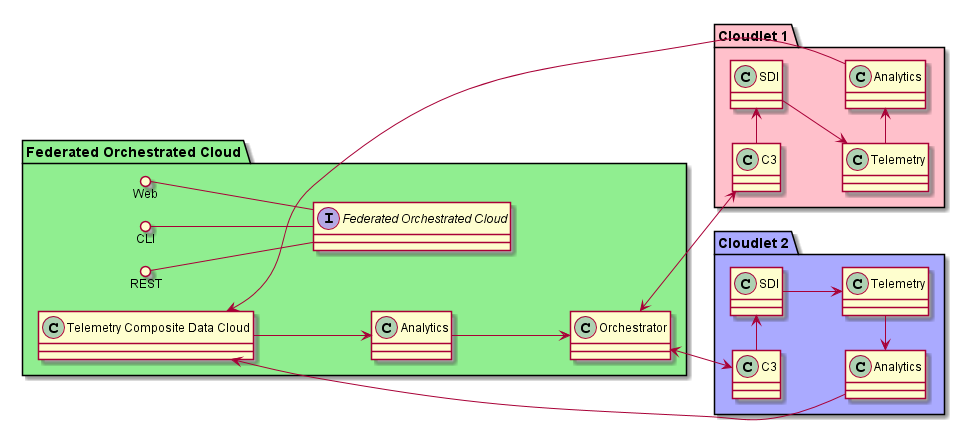 Cloudlet 1
C SDI
C Analytics
C C3
C Telemetry
Federated Orchestrated Cloud
Web
I Federated Orchestrated Cloud
CLI
REST
C Telemetry Composite Data Cloud
C Analytics
C Orchestrator
Cloudlet 2
C SDI
C Telemetry
C C3
C Analytics